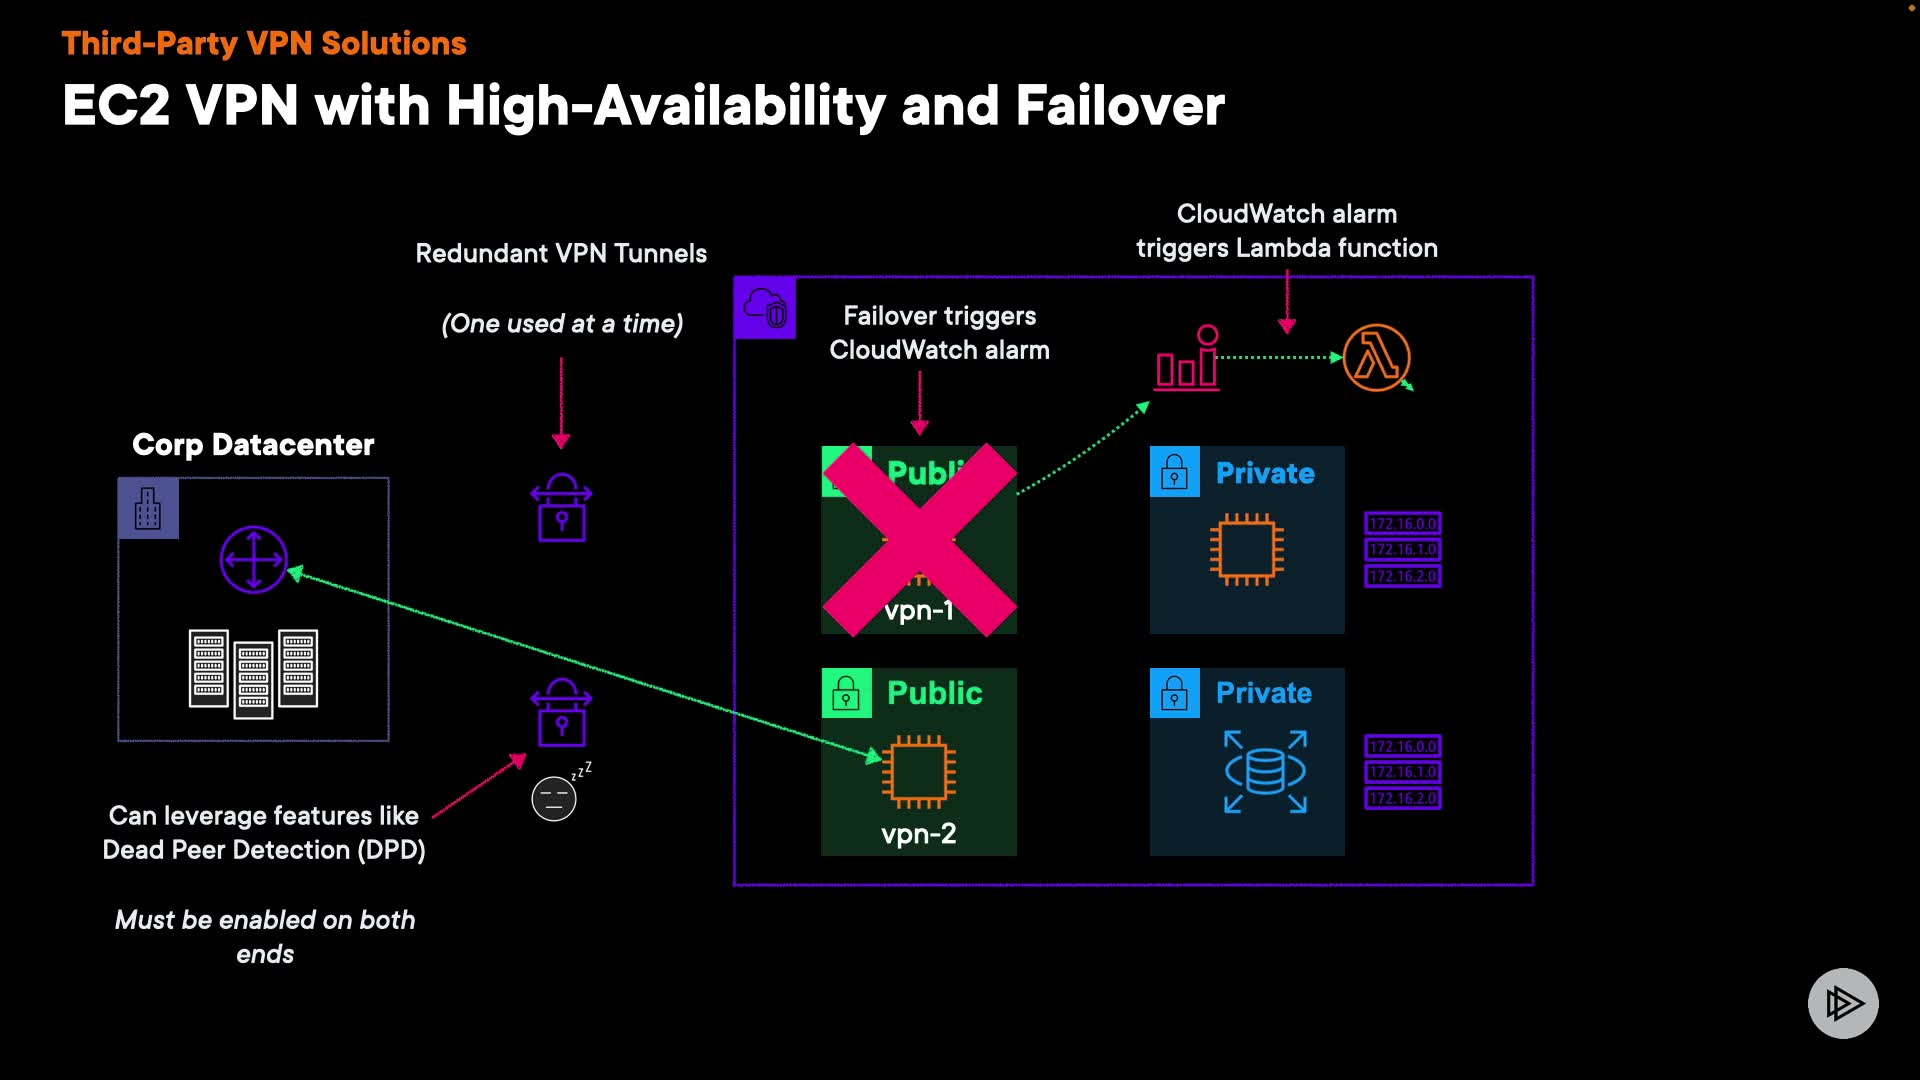 Third-Party VPN Solutions
EC2 VPN with High-Availability and Failover
CloudWatch alarm
triggers Lambda function
Redundant VPN Tunnels
(One used at a time)
Failover triggers
CloudWatch alarm
Corp Datacenter
Public
vpn-1
Private
172.16.0.0
172.16.1.0
172.16.2.0
Public
vpn-2
Private
172.16.0.0
172.16.1.0
172.16.2.0
zzz
Can leverage features like
Dead Peer Detection (DPD)
Must be enabled on both
ends